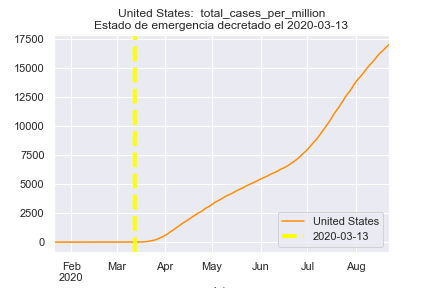 United States:  total_cases_per_million
Estado de emergencia decretado el 2020-03-13
17500
15000
12500
10000
7500
5000
2500
0
Feb Mar Apr May Jun Jul Aug
2020
United States
2020-03-13